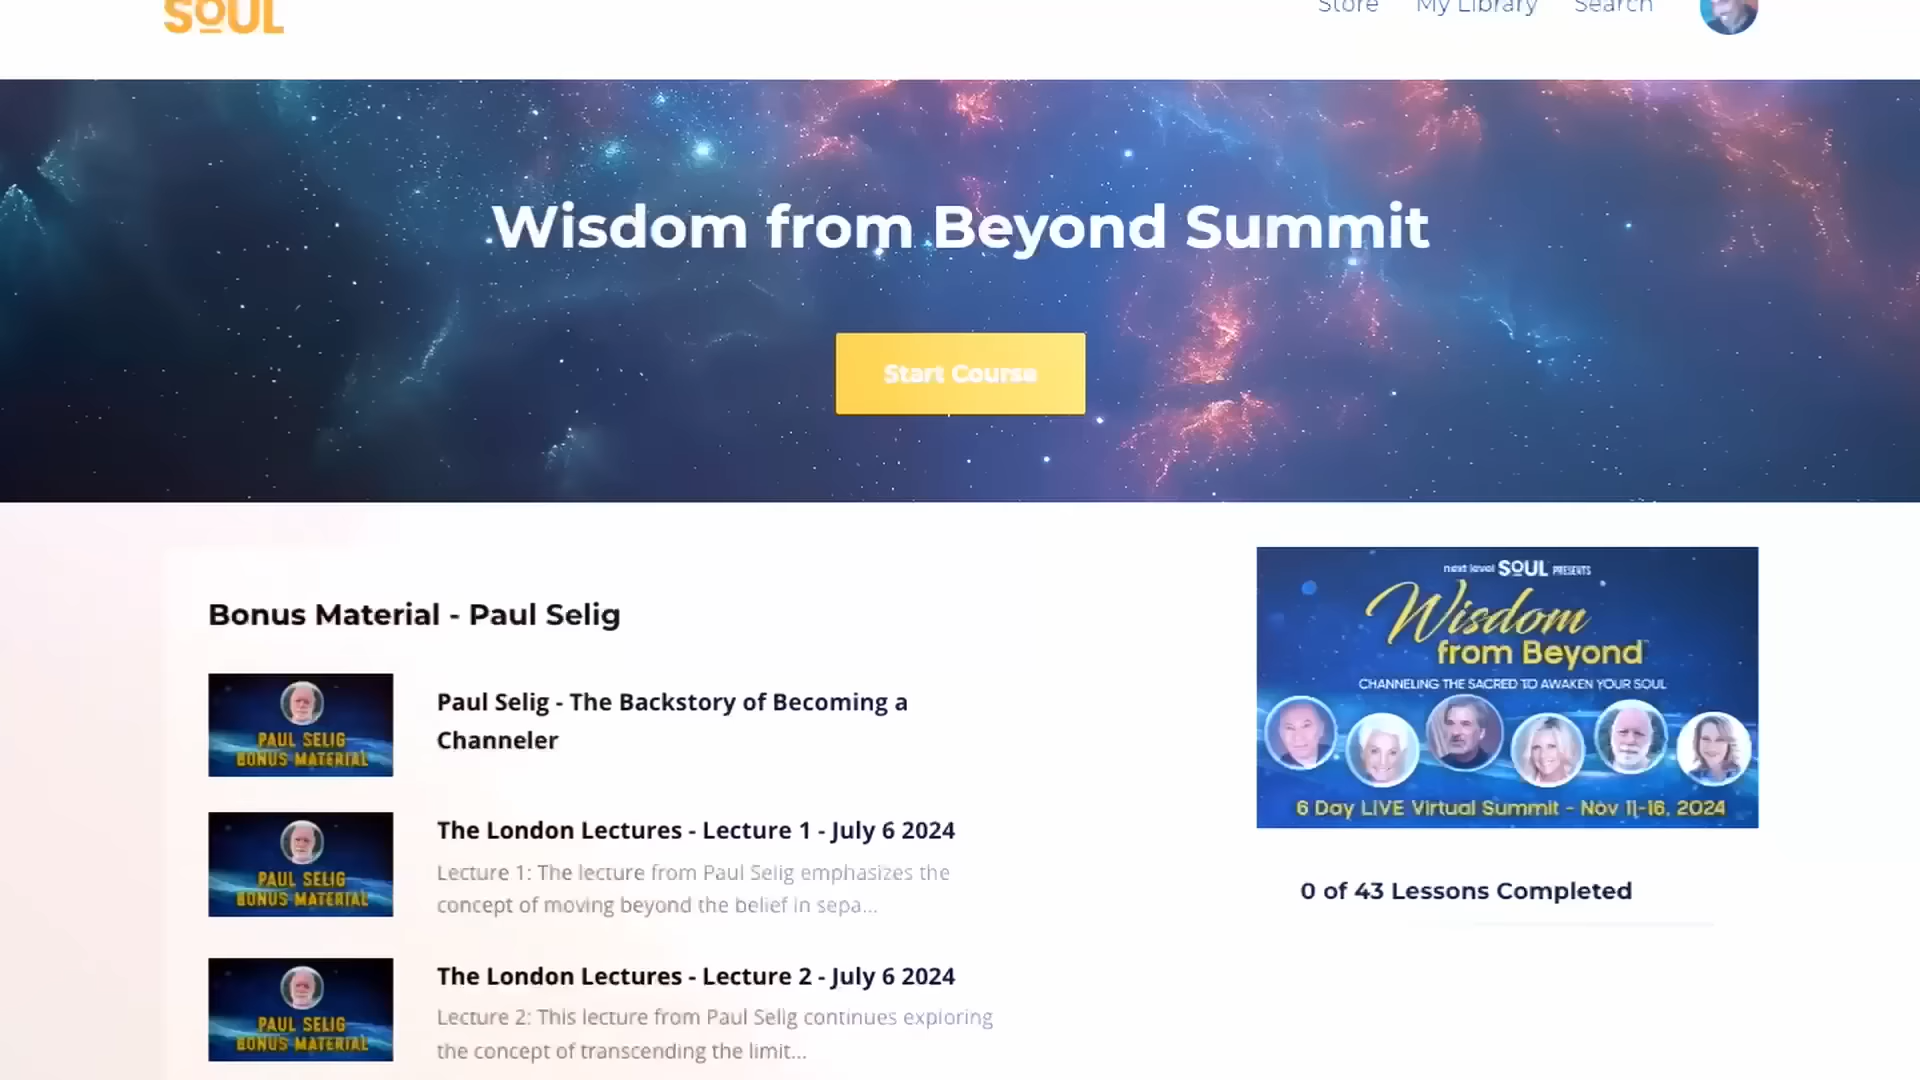 SOUL
Store My Library Search
Wisdom from Beyond Summit
Start Course
Bonus Material - Paul Selig
PAUL SELIG
BONUS MATERIAL
Paul Selig - The Backstory of Becoming a
Channeler
PAUL SELIG
BONUS MATERIAL
The London Lectures - Lecture 1 - July 6 2024
Lecture 1: The lecture from Paul Selig emphasizes the
concept of moving beyond the belief in sepa...
PAUL SELIG
BONUS MATERIAL
The London Lectures - Lecture 2 - July 6 2024
Lecture 2: This lecture from Paul Selig continues exploring
the concept of transcending the limit...
next level SOUL PRESENTS
Wisdom
from Beyond
CHANNELING THE SACRED TO AWAKEN YOUR SOUL
6 Day LIVE Virtual Summit - Nov 11-16, 2024
0 of 43 Lessons Completed